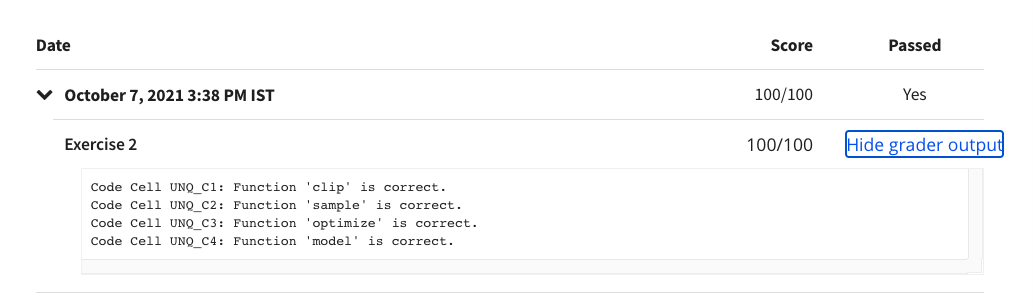 Date Score Passed
October 7, 2021 3:38 PM IST 100/100 Yes
Exercise 2 100/100 Hide grader output
Code Cell UNQ_C1: Function 'clip' is correct.
Code Cell UNQ_C2: Function 'sample' is correct.
Code Cell UNQ_C3: Function 'optimize' is correct.
Code Cell UNQ_C4: Function 'model' is correct.